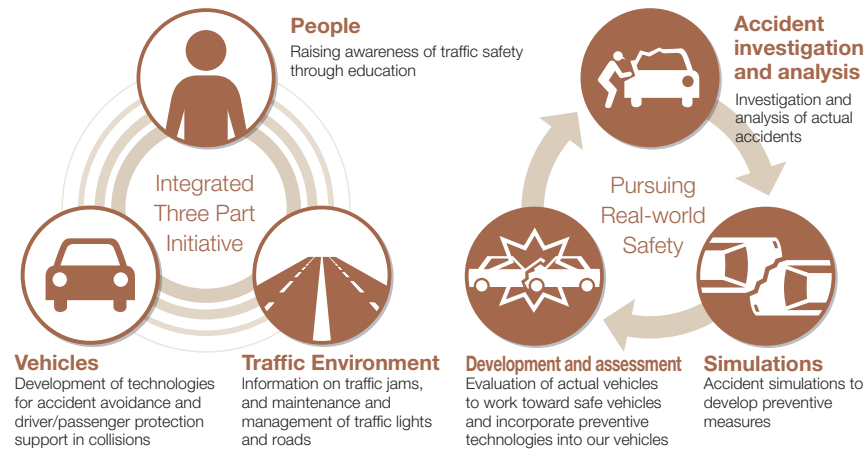 People
Raising awareness of traffic safety
through education
Integrated
Three Part
Initiative
Vehicles
Development of technologies
for accident avoidance and
driver/passenger protection
support in collisions
Traffic Environment
Information on traffic jams,
and maintenance and
management of traffic lights
and roads
Accident
investigation
and analysis
Investigation and
analysis of actual
accidents
Pursuing
Real-world
Safety
Development and assessment
Evaluation of actual vehicles
to work toward safe vehicles
and incorporate preventive
technologies into our vehicles
Simulations
Accident simulations to
develop preventive
measures